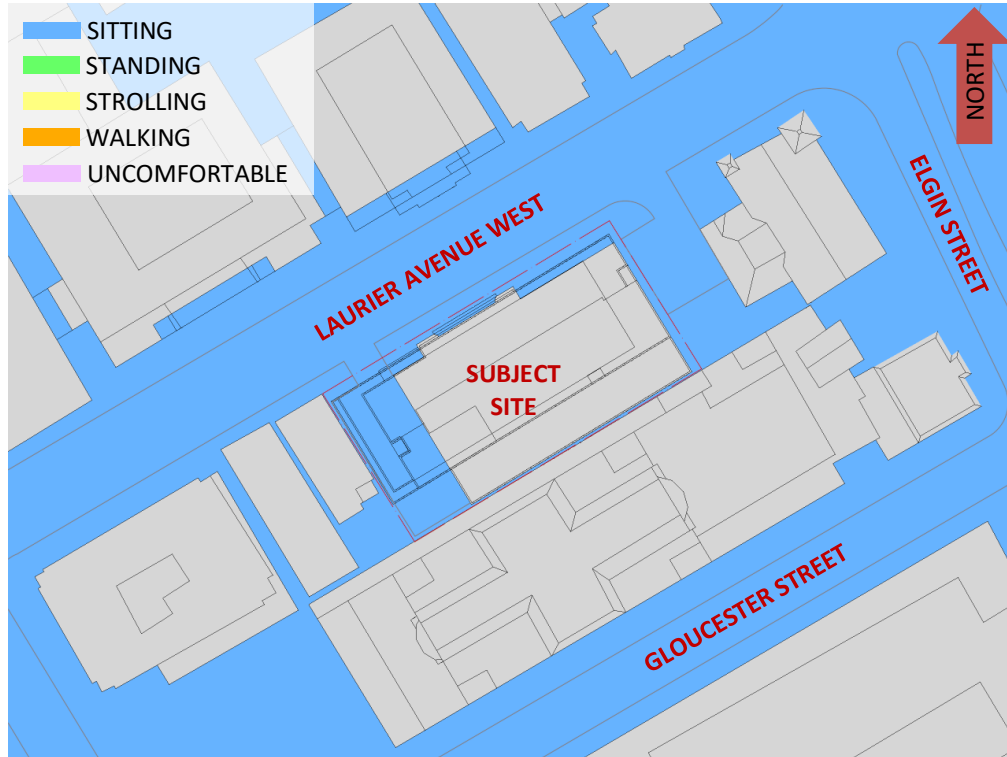 SITTING
STANDING
STROLLING
WALKING
UNCOMFORTABLE
NORTH
ELGIN STREET
LAURIER AVENUE WEST
SUBJECT
SITE
GLOUCESTER STREET